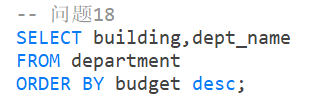 -- 问题18
SELECT building,dept_name
FROM department
ORDER BY budget desc;